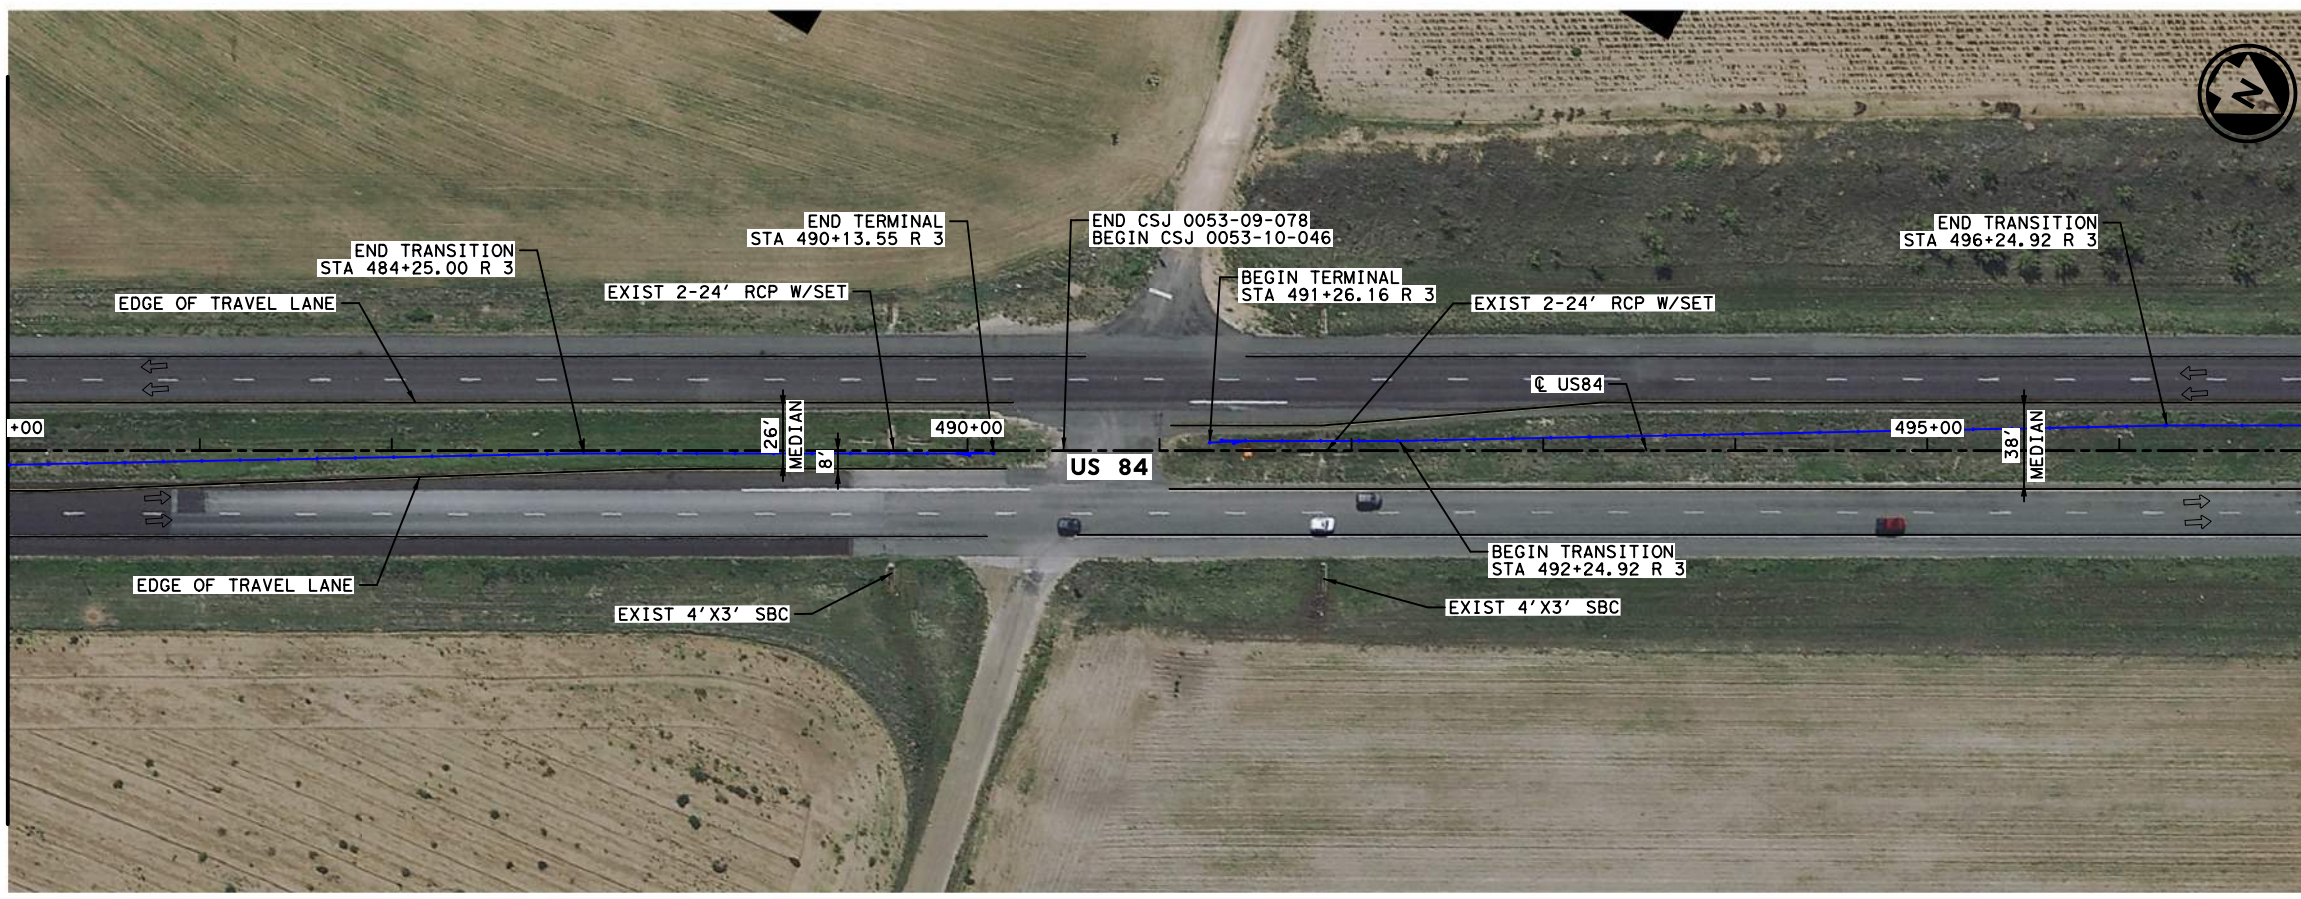 N
END TERMINAL
STA 490+13.55 R 3
END CSJ 0053-09-078
BEGIN CSJ 0053-10-046
END TRANSITION
STA 496+24.92 R 3
END TRANSITION
STA 484+25.00 R 3
BEGIN TERMINAL
STA 491+26.16 R 3
EXIST 2-24' RCP W/SET
EDGE OF TRAVEL LANE
EXIST 2-24' RCP W/SET
℄ US84
+00
26'
MEDIAN
8'
490+00
US 84
495+00
38'
MEDIAN
BEGIN TRANSITION
STA 492+24.92 R 3
EDGE OF TRAVEL LANE
EXIST 4'X3' SBC
EXIST 4'X3' SBC